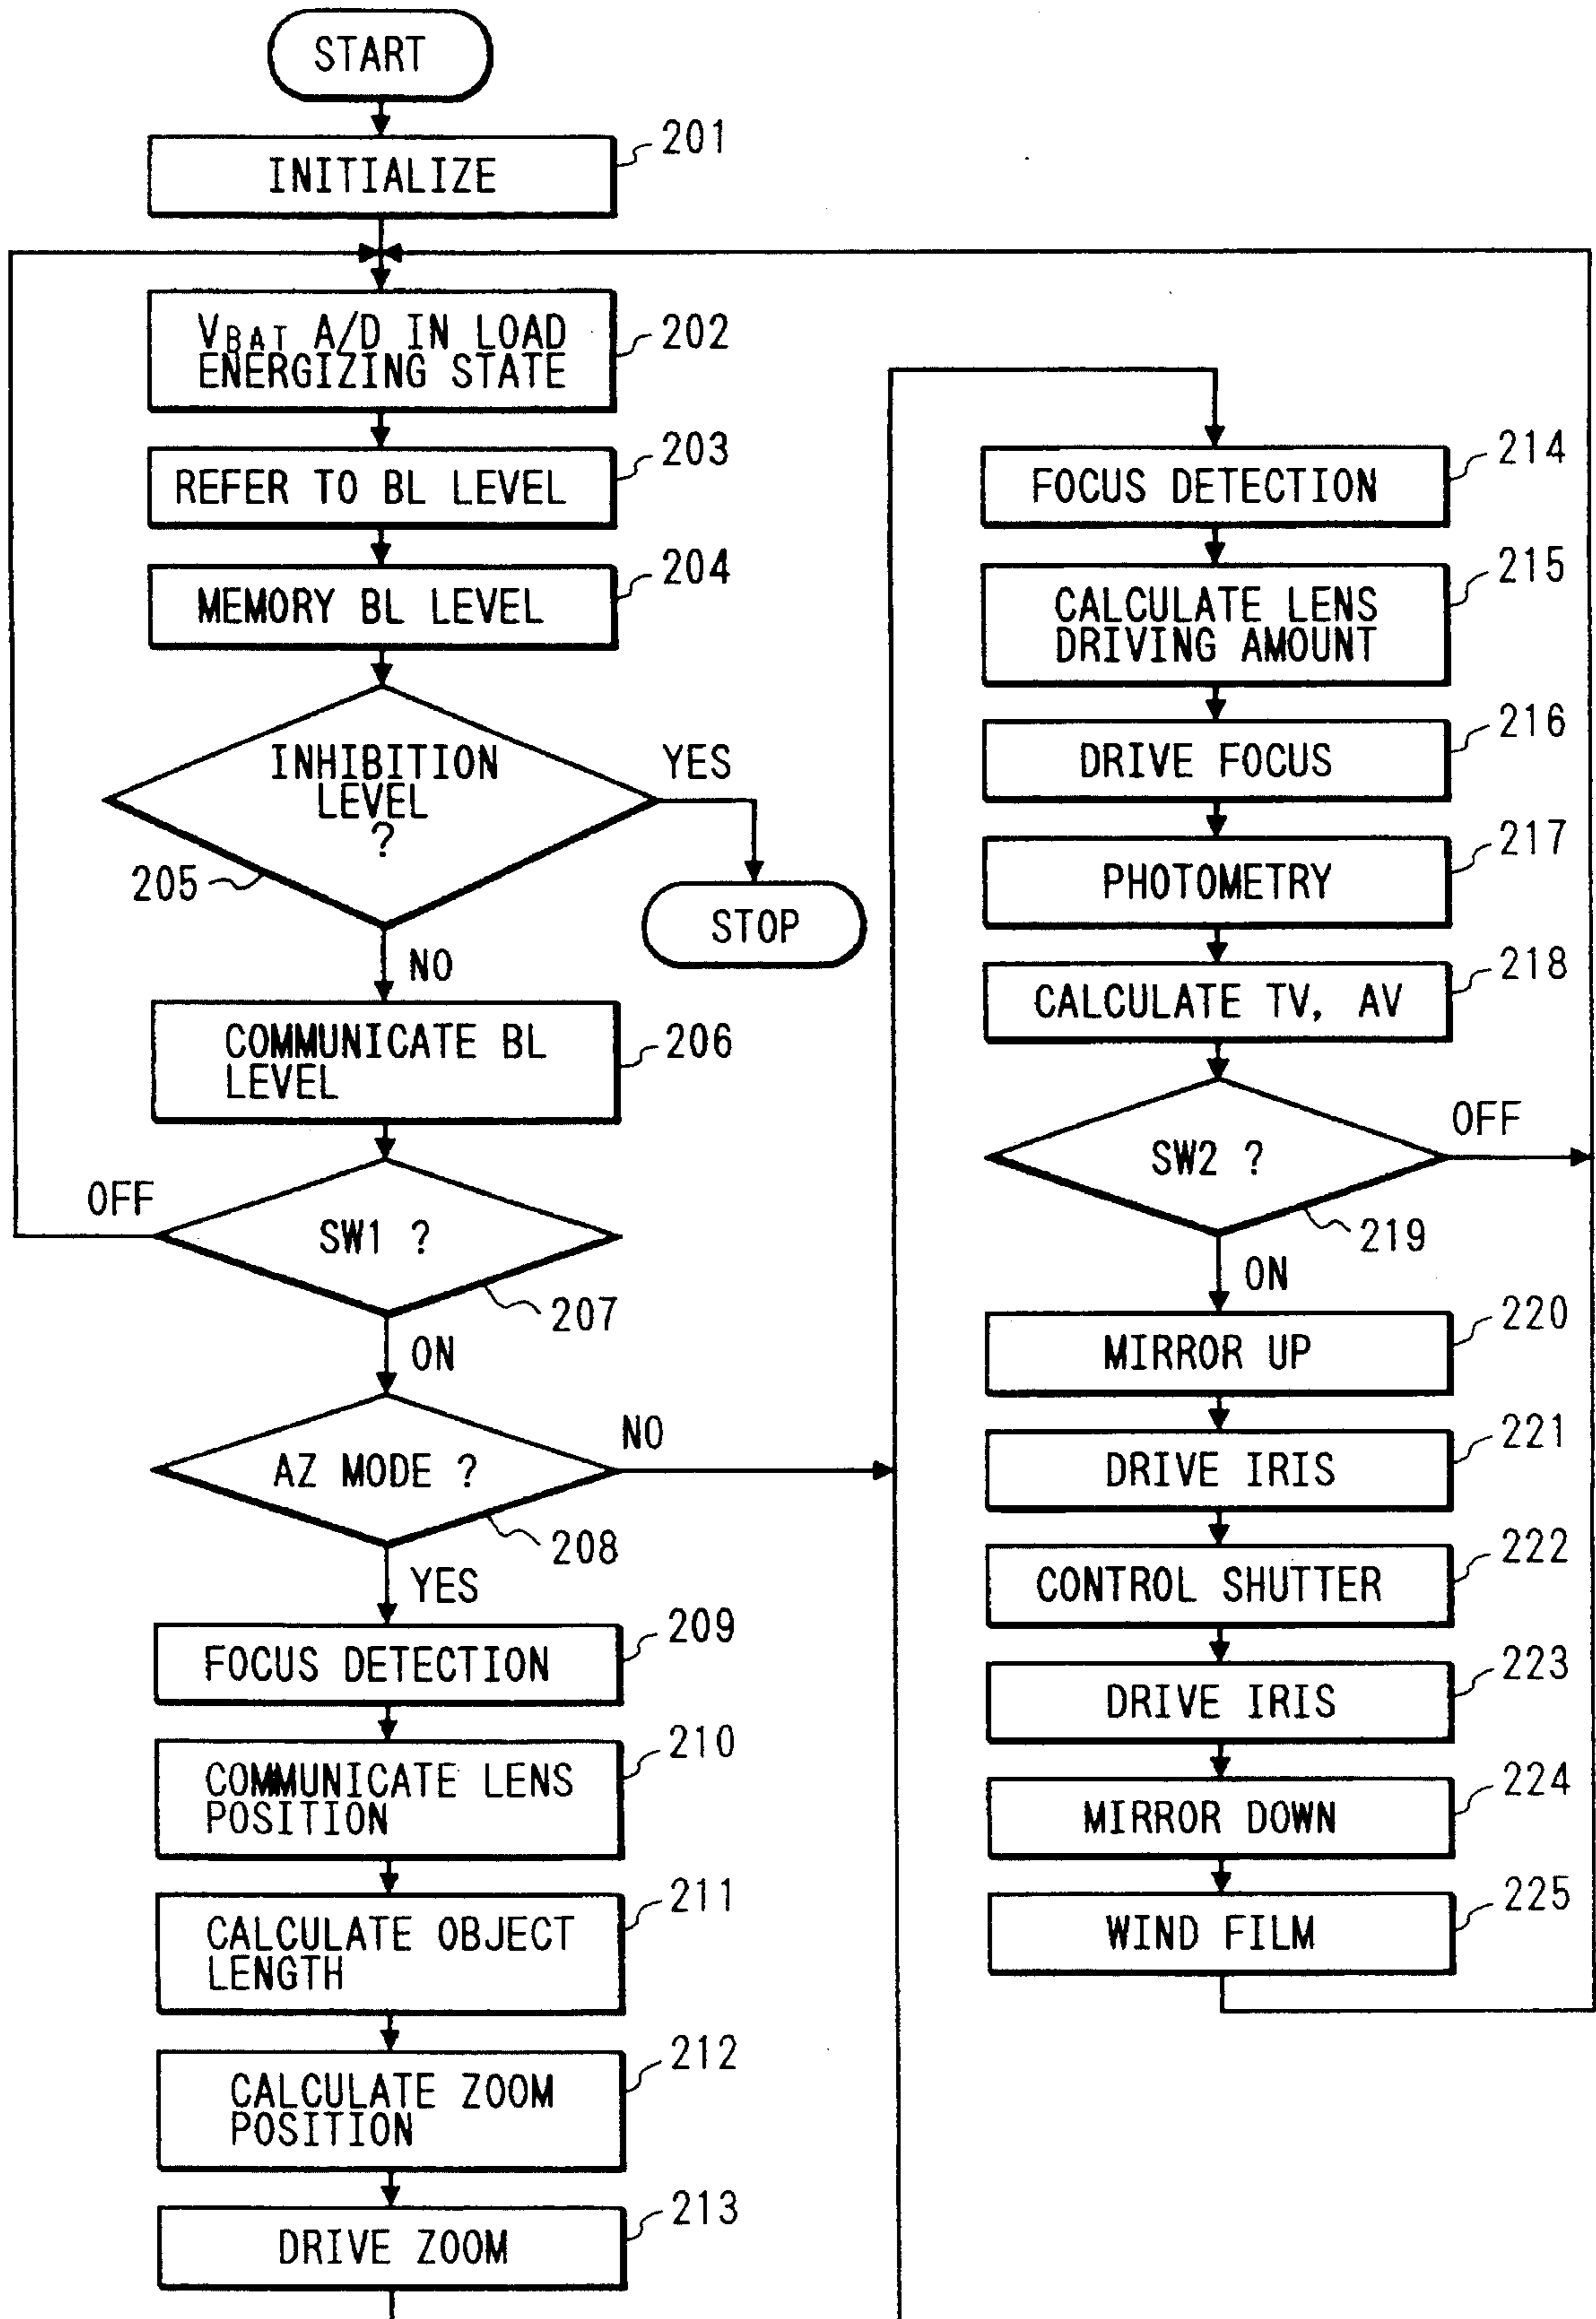 START
INITIALIZE
201
VBAT A/D IN LOAD
ENERGIZING STATE
202
REFER TO BL LEVEL
203
MEMORY BL LEVEL
204
INHIBITION
LEVEL
?
YES
205
STOP
NO
COMMUNICATE BL
LEVEL
206
OFF
SW1 ?
207
ON
AZ MODE ?
NO
208
YES
FOCUS DETECTION
209
COMMUNICATE LENS
POSITION
210
CALCULATE OBJECT
LENGTH
211
CALCULATE ZOOM
POSITION
212
DRIVE ZOOM
213
FOCUS DETECTION
214
CALCULATE LENS
DRIVING AMOUNT
215
DRIVE FOCUS
216
PHOTOMETRY
217
CALCULATE TV, AV
218
SW2 ?
OFF
219
ON
MIRROR UP
220
DRIVE IRIS
221
CONTROL SHUTTER
222
DRIVE IRIS
223
MIRROR DOWN
224
WIND FILM
225